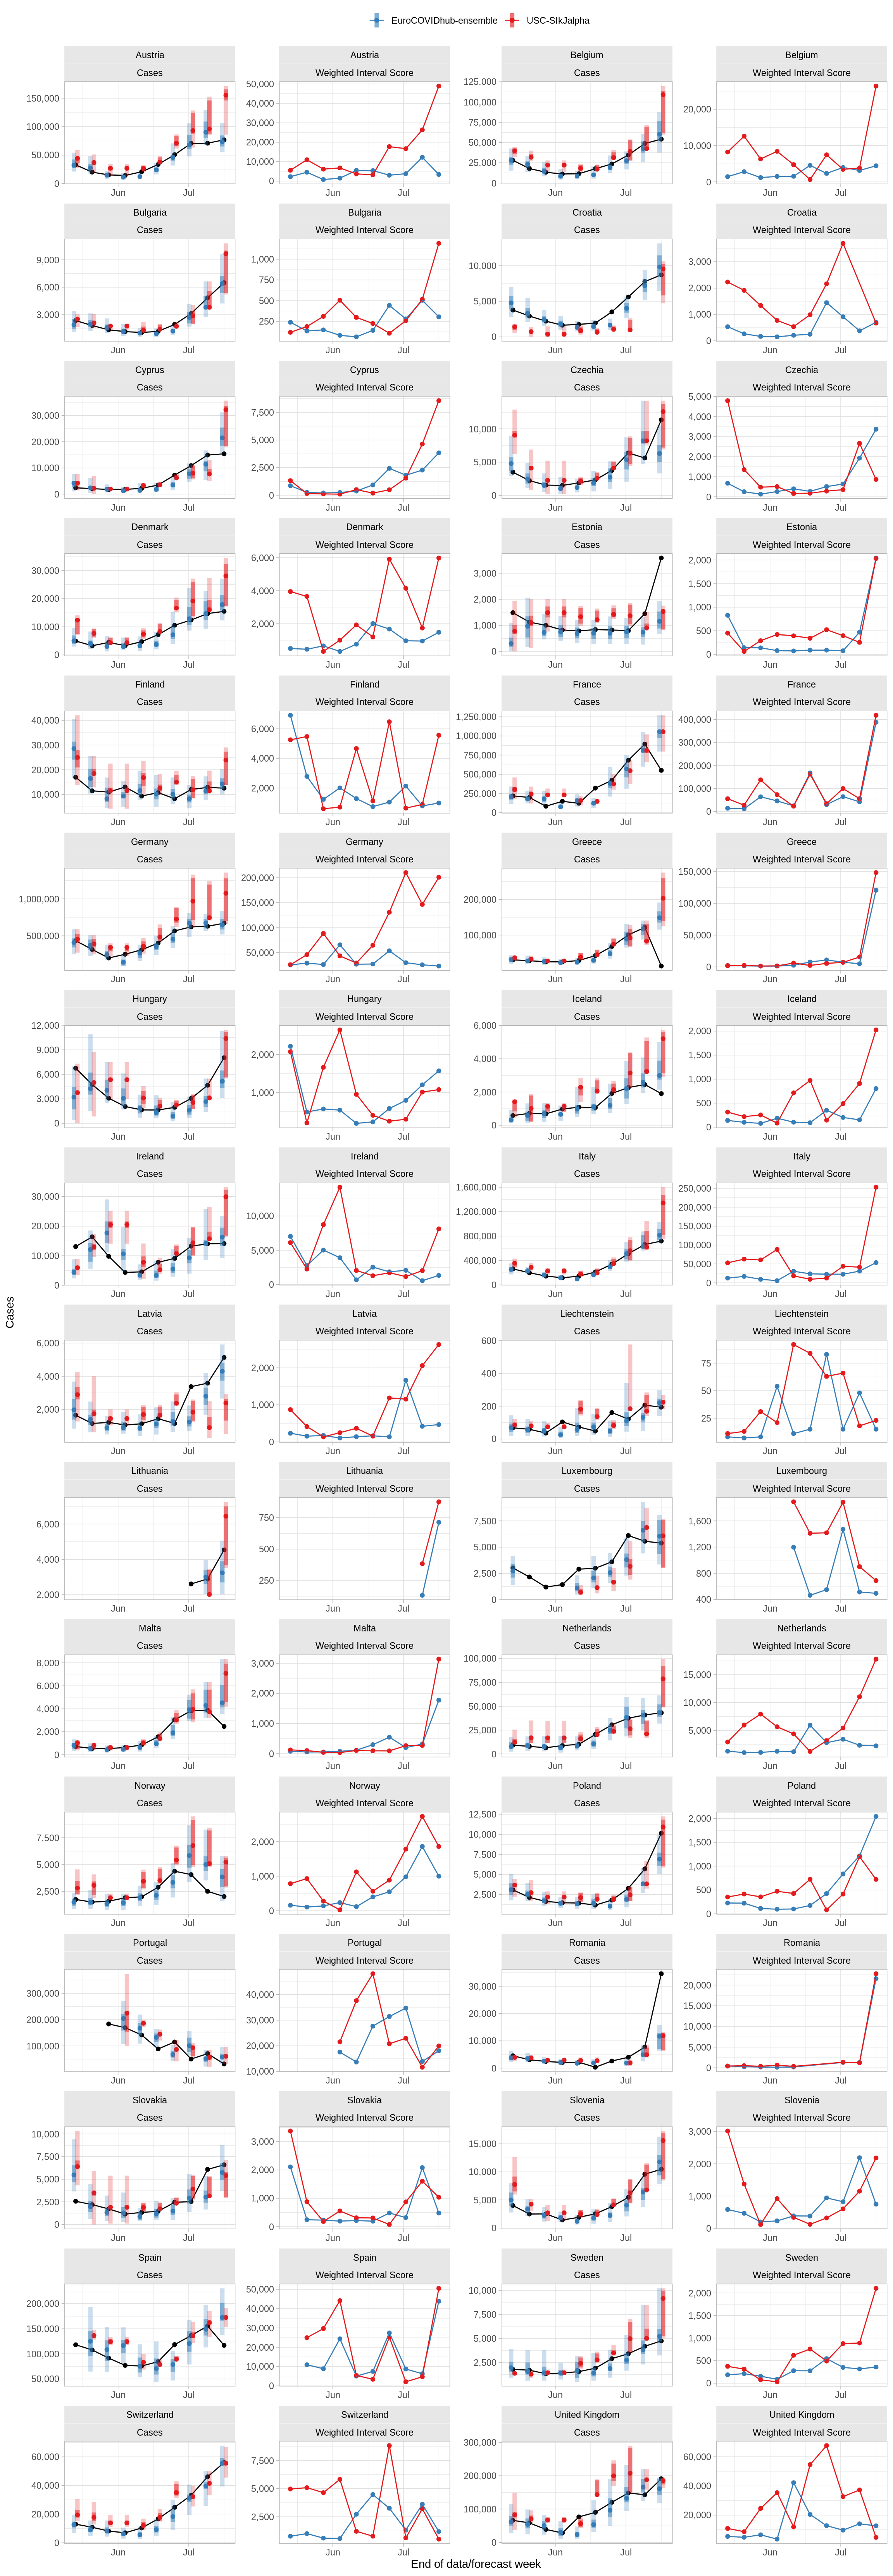 EuroCOVIDhub-ensemble USC-SIkJalpha
Cases
Austria
Cases
150,000
100,000
50,000
0
Jun Jul
Austria
Weighted Interval Score
50,000
40,000
30,000
20,000
10,000
0
Jun Jul
Belgium
Cases
125,000
100,000
75,000
50,000
25,000
0
Jun Jul
Belgium
Weighted Interval Score
20,000
10,000
0
Jun Jul
Bulgaria
Cases
9,000
6,000
3,000
Jun Jul
Bulgaria
Weighted Interval Score
1,000
750
500
250
Jun Jul
Croatia
Cases
10,000
5,000
0
Jun Jul
Croatia
Weighted Interval Score
3,000
2,000
1,000
0
Jun Jul
Cyprus
Cases
30,000
20,000
10,000
0
Jun Jul
Cyprus
Weighted Interval Score
7,500
5,000
2,500
0
Jun Jul
Czechia
Cases
10,000
5,000
0
Jun Jul
Czechia
Weighted Interval Score
5,000
4,000
3,000
2,000
1,000
0
Jun Jul
Denmark
Cases
30,000
20,000
10,000
0
Jun Jul
Denmark
Weighted Interval Score
6,000
4,000
2,000
Jun Jul
Estonia
Cases
3,000
2,000
1,000
0
Jun Jul
Estonia
Weighted Interval Score
2,000
1,500
1,000
500
0
Jun Jul
Finland
Cases
40,000
30,000
20,000
10,000
Jun Jul
Finland
Weighted Interval Score
6,000
4,000
2,000
Jun Jul
France
Cases
1,250,000
1,000,000
750,000
500,000
250,000
0
Jun Jul
France
Weighted Interval Score
400,000
300,000
200,000
100,000
0
Jun Jul
Germany
Cases
1,000,000
500,000
Jun Jul
Germany
Weighted Interval Score
200,000
150,000
100,000
50,000
Jun Jul
Greece
Cases
200,000
100,000
Jun Jul
Greece
Weighted Interval Score
150,000
100,000
50,000
0
Jun Jul
Hungary
Cases
12,000
9,000
6,000
3,000
0
Jun Jul
Hungary
Weighted Interval Score
2,000
1,000
Jun Jul
Iceland
Cases
6,000
4,000
2,000
0
Jun Jul
Iceland
Weighted Interval Score
2,000
1,500
1,000
500
0
Jun Jul
Ireland
Cases
30,000
20,000
10,000
0
Jun Jul
Ireland
Weighted Interval Score
10,000
5,000
0
Jun Jul
Italy
Cases
1,600,000
1,200,000
800,000
400,000
0
Jun Jul
Italy
Weighted Interval Score
250,000
200,000
150,000
100,000
50,000
0
Jun Jul
Latvia
Cases
6,000
4,000
2,000
Jun Jul
Latvia
Weighted Interval Score
2,000
1,000
0
Jun Jul
Liechtenstein
Cases
600
400
200
0
Jun Jul
Liechtenstein
Weighted Interval Score
75
50
25
Jun Jul
Lithuania
Cases
6,000
4,000
2,000
Jun Jul
Lithuania
Weighted Interval Score
750
500
250
Jun Jul
Luxembourg
Cases
7,500
5,000
2,500
0
Jun Jul
Luxembourg
Weighted Interval Score
1,600
1,200
800
400
Jun Jul
Malta
Cases
8,000
6,000
4,000
2,000
0
Jun Jul
Malta
Weighted Interval Score
3,000
2,000
1,000
0
Jun Jul
Netherlands
Cases
100,000
75,000
50,000
25,000
0
Jun Jul
Netherlands
Weighted Interval Score
15,000
10,000
5,000
Jun Jul
Norway
Cases
7,500
5,000
2,500
Jun Jul
Norway
Weighted Interval Score
2,000
1,000
0
Jun Jul
Poland
Cases
12,500
10,000
7,500
5,000
2,500
Jun Jul
Poland
Weighted Interval Score
2,000
1,500
1,000
500
0
Jun Jul
Portugal
Cases
300,000
200,000
100,000
Jun Jul
Portugal
Weighted Interval Score
40,000
30,000
20,000
10,000
Jun Jul
Romania
Cases
30,000
20,000
10,000
0
Jun Jul
Romania
Weighted Interval Score
20,000
15,000
10,000
5,000
0
Jun Jul
Slovakia
Cases
10,000
7,500
5,000
2,500
0
Jun Jul
Slovakia
Weighted Interval Score
3,000
2,000
1,000
0
Jun Jul
Slovenia
Cases
15,000
10,000
5,000
0
Jun Jul
Slovenia
Weighted Interval Score
3,000
2,000
1,000
0
Jun Jul
Spain
Cases
200,000
150,000
100,000
50,000
Jun Jul
Spain
Weighted Interval Score
50,000
40,000
30,000
20,000
10,000
0
Jun Jul
Sweden
Cases
10,000
7,500
5,000
2,500
Jun Jul
Sweden
Weighted Interval Score
2,000
1,500
1,000
500
0
Jun Jul
Switzerland
Cases
60,000
40,000
20,000
0
Jun Jul
Switzerland
Weighted Interval Score
7,500
5,000
2,500
Jun Jul
United Kingdom
Cases
300,000
200,000
100,000
0
Jun Jul
United Kingdom
Weighted Interval Score
60,000
40,000
20,000
Jun Jul
End of data/forecast week